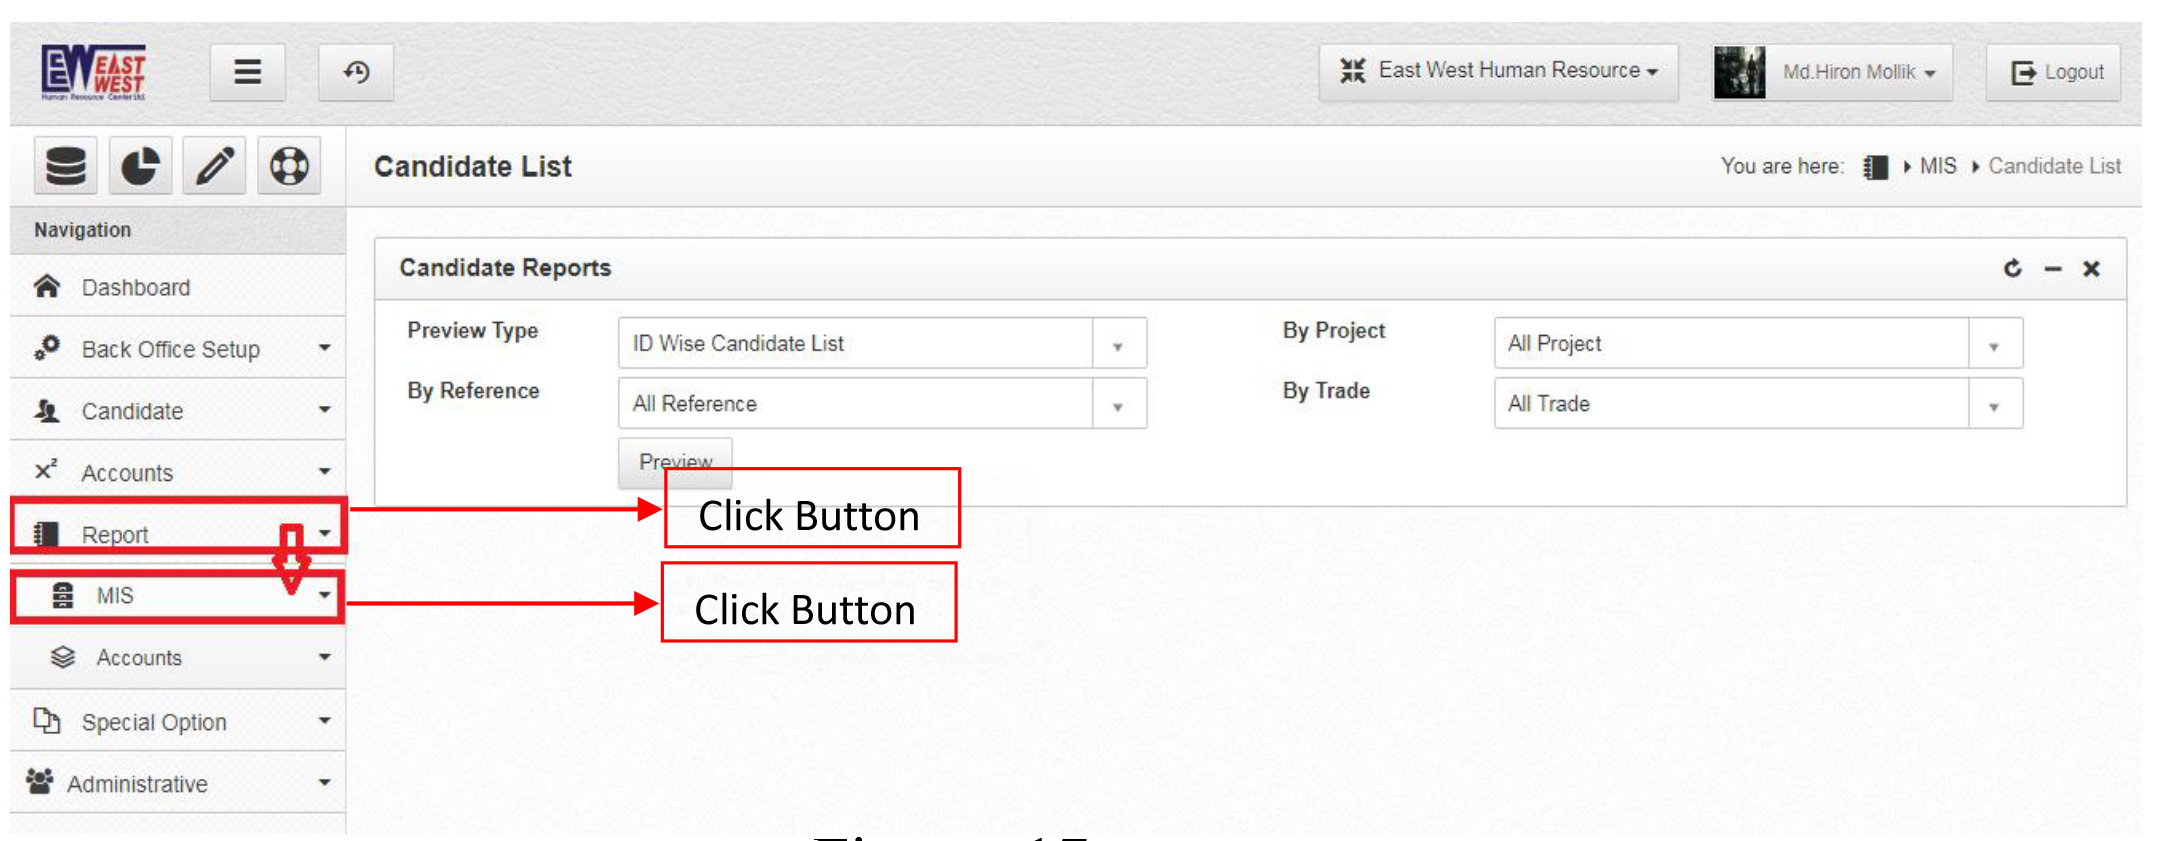 EW EAST
WEST
Human Resource Center Ltd.
East West Human Resource
Md.Hiron Mollik
Logout
Candidate List
You are here: MIS Candidate List
Navigation
Dashboard
Back Office Setup
Candidate
x² Accounts
Report
MIS
Accounts
Special Option
Administrative
Candidate Reports
Preview Type
ID Wise Candidate List
By Project
All Project
By Reference
All Reference
By Trade
All Trade
Preview
Click Button
Click Button